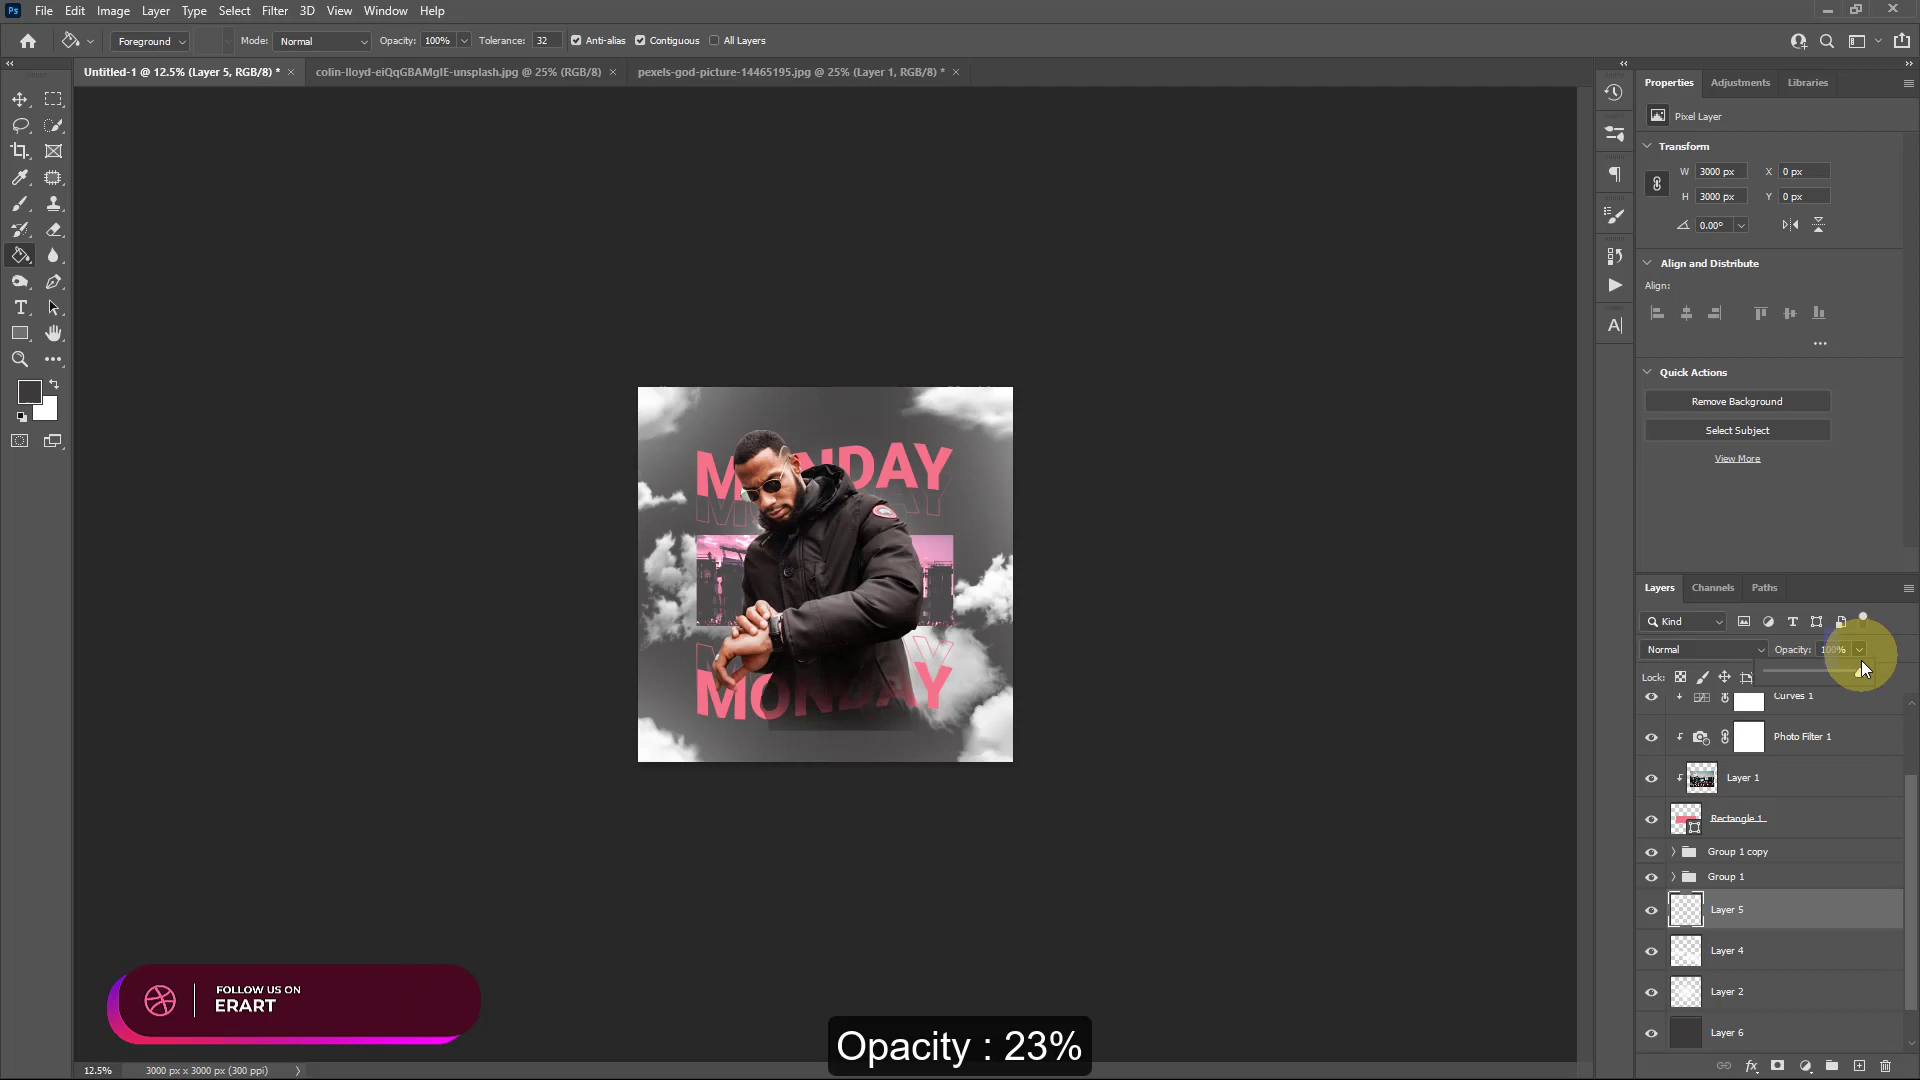 Ps File Edit Image Layer Type Select Filter 3D View Window Help
Foreground Mode: Normal Opacity: 100% Tolerance: 32 Anti-alias Contiguous All Layers
Untitled-1 @ 12.5% (Layer 5, RGB/8) * × colin-lloyd-eiQqGBAMgIE-unsplash.jpg @ 25% (RGB/8) × pexels-god-picture-14465195.jpg @ 25% (Layer 1, RGB/8) * ×
Properties Adjustments Libraries
Pixel Layer
Transform
W 3000 px X 0 px
H 3000 px Y 0 px
0.00°
Align and Distribute
Align:
Quick Actions
Remove Background
Select Subject
View More
MONDAY
MONDAY
Layers Channels Paths
Kind
Normal Opacity: 100%
Lock:
Curves 1
Photo Filter 1
Layer 1
Rectangle 1
Group 1 copy
Group 1
Layer 5
Layer 4
Layer 2
Layer 6
FOLLOW US ON
ERART
Opacity : 23%
12.5% 3000 px x 3000 px (300 ppi)